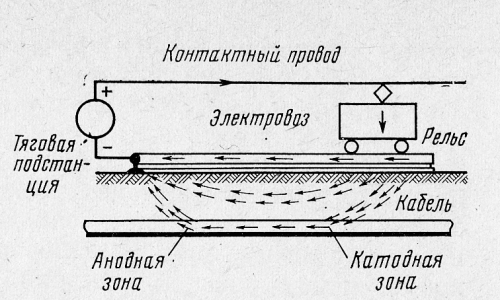 Контактный провод
+
Электровоз
−
Тяговая
подстан-
ция
Рельс
Кабель
Анодная
зона
Катодная
зона